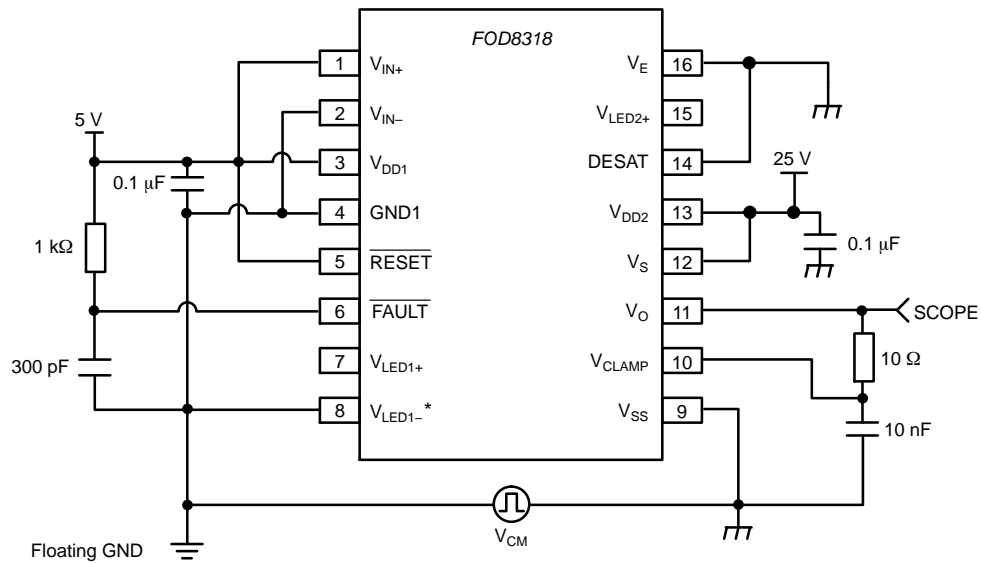 FOD8318
5 V
0.1 μF
1 kΩ
300 pF
1 V_IN+
2 V_IN–
3 V_DD1
4 GND1
5 RESET
6 FAULT
7 V_LED1+
8 V_LED1–*
16 V_E
15 V_LED2+
14 DESAT
13 V_DD2
12 V_S
11 V_O
10 V_CLAMP
9 V_SS
25 V
0.1 μF
SCOPE
10 Ω
10 nF
V_CM
Floating GND